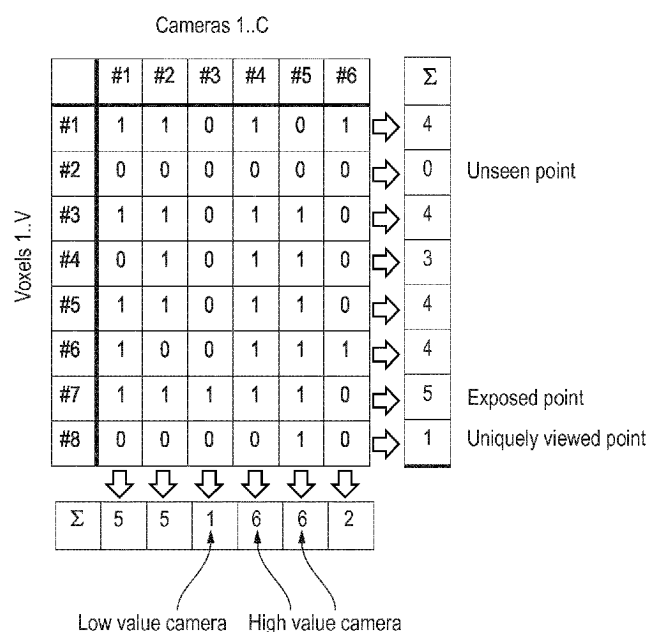 Cameras 1..C
#1 #2 #3 #4 #5 #6 Σ
#1 1 1 0 1 0 1 4
#2 0 0 0 0 0 0 0 Unseen point
#3 1 1 0 1 1 0 4
#4 0 1 0 1 1 0 3
#5 1 1 0 1 1 0 4
#6 1 0 0 1 1 1 4
#7 1 1 1 1 1 0 5 Exposed point
#8 0 0 0 0 1 0 1 Uniquely viewed point
Voxels 1..V
Σ 5 5 1 6 6 2
Low value camera High value camera